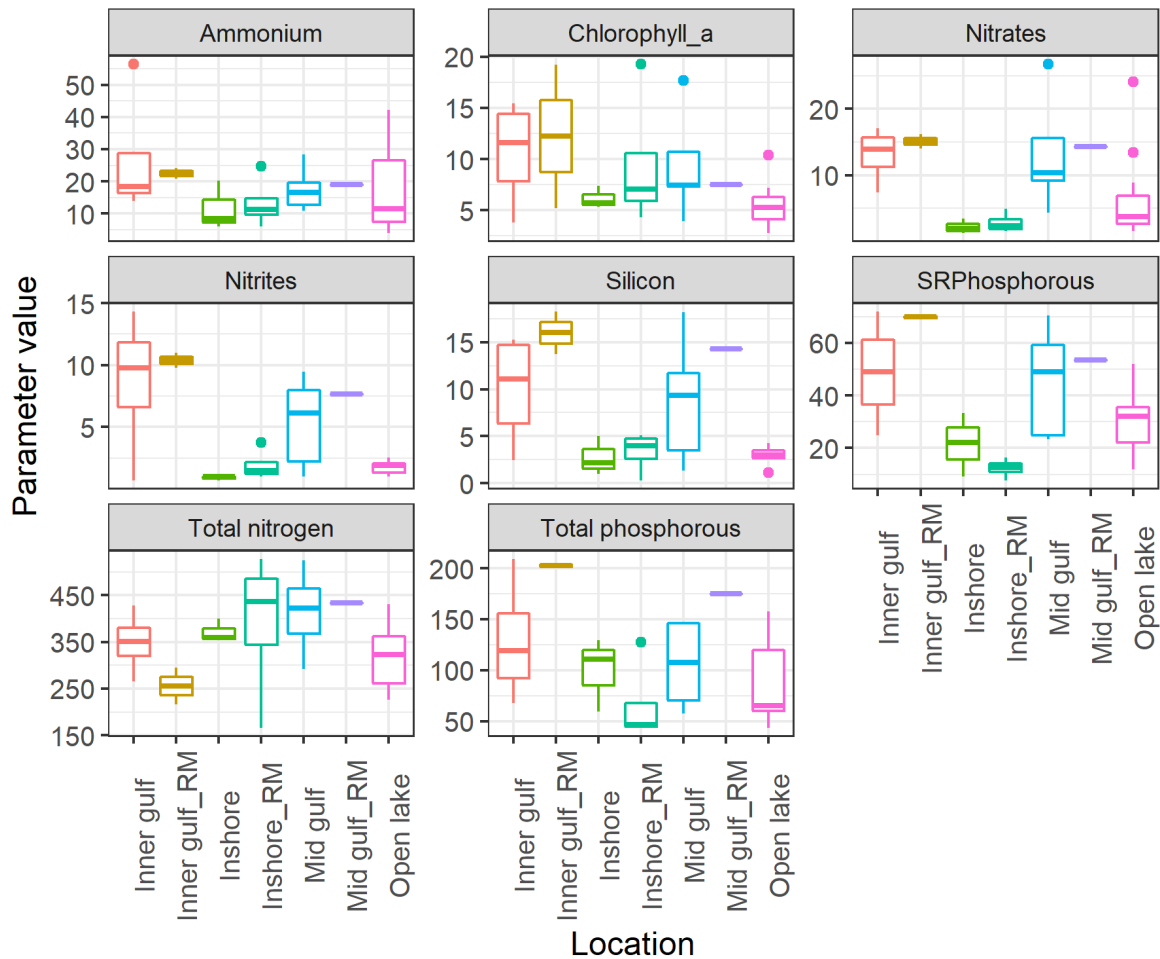 Ammonium
Chlorophyll_a
Nitrates
50
40
30
20
10
20
15
10
5
20
10
Nitrites
Silicon
SRPhosphorous
15
10
5
15
10
5
0
60
40
20
Total nitrogen
Total phosphorous
450
350
250
150
200
150
100
50
Inner gulf
Inner gulf_RM
Inshore
Inshore_RM
Mid gulf
Mid gulf_RM
Open lake
Inner gulf
Inner gulf_RM
Inshore
Inshore_RM
Mid gulf
Mid gulf_RM
Open lake
Inner gulf
Inner gulf_RM
Inshore
Inshore_RM
Mid gulf
Mid gulf_RM
Open lake
Parameter value
Location